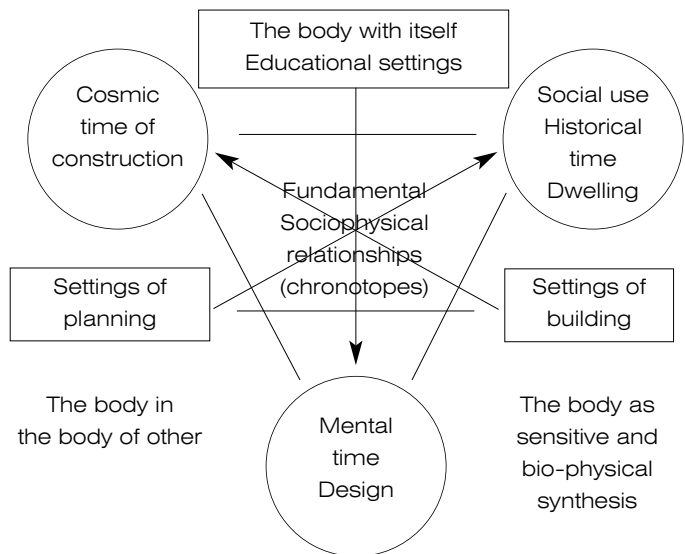 The body with itself
Educational settings
Cosmic
time of
construction
Social use
Historical
time
Dwelling
Fundamental
Sociophysical
relationships
(chronotopes)
Settings of
planning
Settings of
building
The body in
the body of other
Mental
time
Design
The body as
sensitive and
bio-physical
synthesis